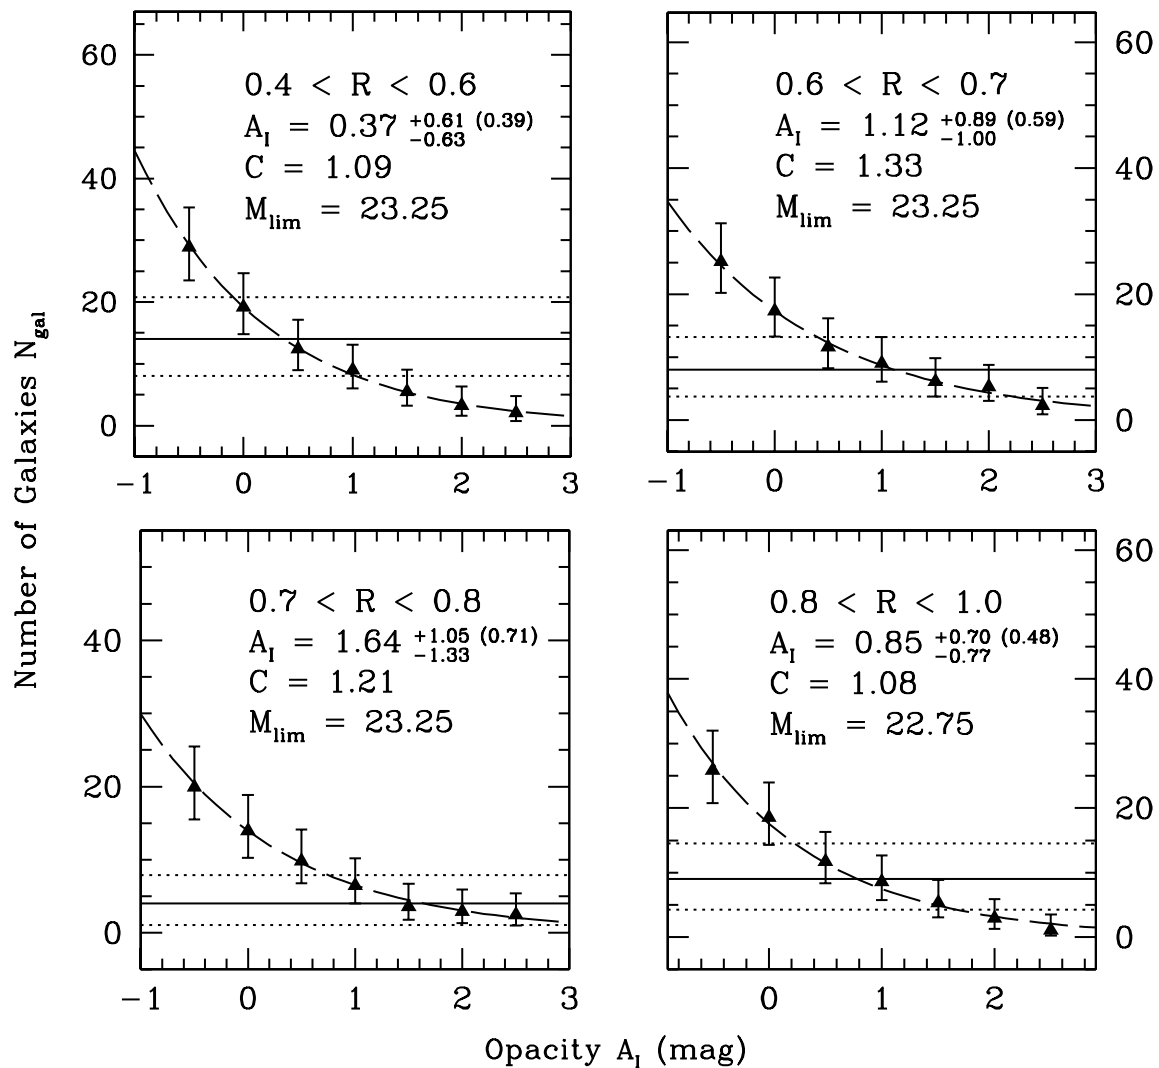 60
40
20
0
-1 0 1 2 3
0.4 < R < 0.6
A_I = 0.37 +0.61 (0.39) -0.63
C = 1.09
M_lim = 23.25
60
40
20
0
-1 0 1 2 3
0.6 < R < 0.7
A_I = 1.12 +0.89 (0.59) -1.00
C = 1.33
M_lim = 23.25
Number of Galaxies N_gal
40
20
0
-1 0 1 2 3
0.7 < R < 0.8
A_I = 1.64 +1.05 (0.71) -1.33
C = 1.21
M_lim = 23.25
60
40
20
0
0 1 2
0.8 < R < 1.0
A_I = 0.85 +0.70 (0.48) -0.77
C = 1.08
M_lim = 22.75
Opacity A_I (mag)